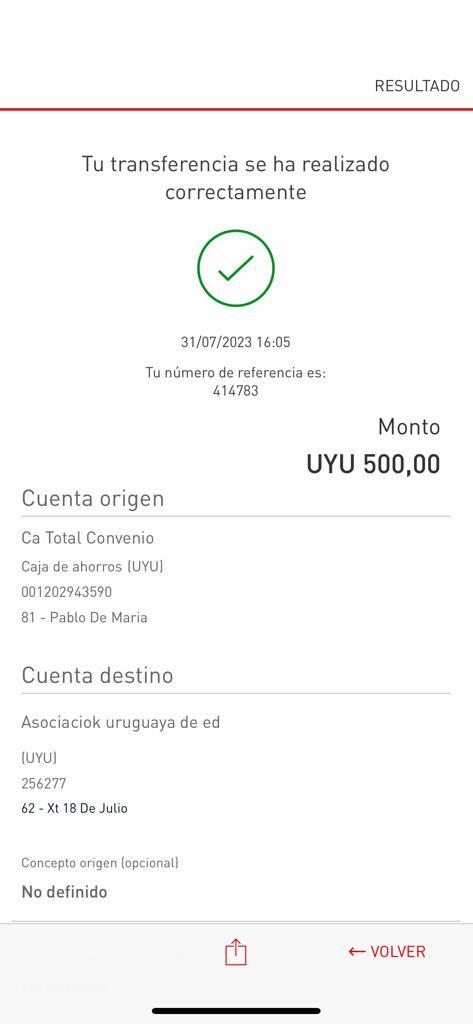 RESULTADO
Tu transferencia se ha realizado
correctamente
31/07/2023 16:05
Tu número de referencia es:
414783
Monto
UYU 500,00
Cuenta origen
Ca Total Convenio
Caja de ahorros (UYU)
001202943590
81 - Pablo De Maria
Cuenta destino
Asociaciok uruguaya de ed
(UYU)
256277
62 - Xt 18 De Julio
Concepto origen (opcional)
No definido
← VOLVER